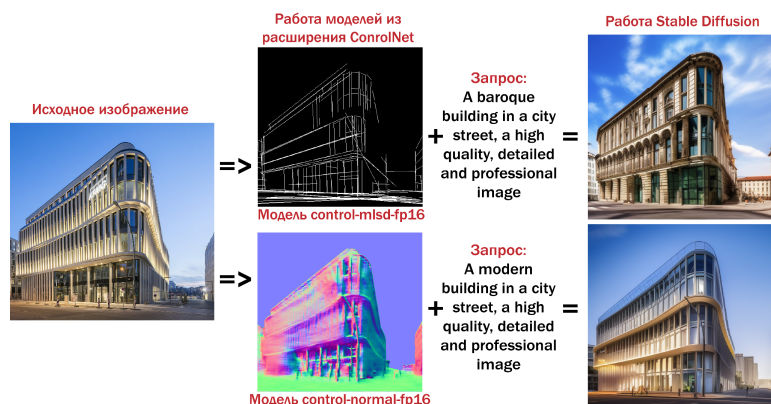 Исходное изображение
=>
=>
Работа моделей из
расширения ConrolNet
Модель control-mlsd-fp16
Модель control-normal-fp16
+
Запрос:
A baroque
building in a city
street, a high
quality, detailed
and professional
image
=
+
Запрос:
A modern
building in a city
street, a high
quality, detailed
and professional
image
=
Работа Stable Diffusion